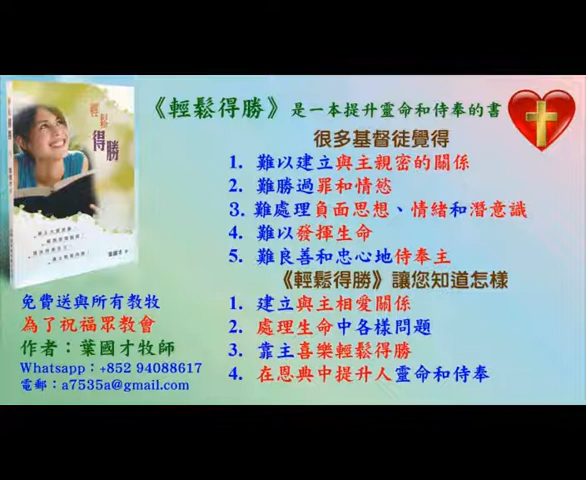 《輕鬆得勝》是一本提升靈命和侍奉的書
很多基督徒覺得
1. 難以建立與主親密的關係
2. 難勝過罪和情慾
3. 難處理負面思想、情緒和潛意識
4. 難以發揮生命
5. 難良善和忠心地侍奉主
《輕鬆得勝》讓您知道怎樣
1. 建立與主相愛關係
2. 處理生命中各樣問題
3. 靠主喜樂輕鬆得勝
4. 在恩典中提升人靈命和侍奉
輕鬆
得勝
葉國才 著
免費送與所有教牧
為了祝福眾教會
作者：葉國才牧師
Whatsapp：+852 94088617
電郵：a7535a@gmail.com